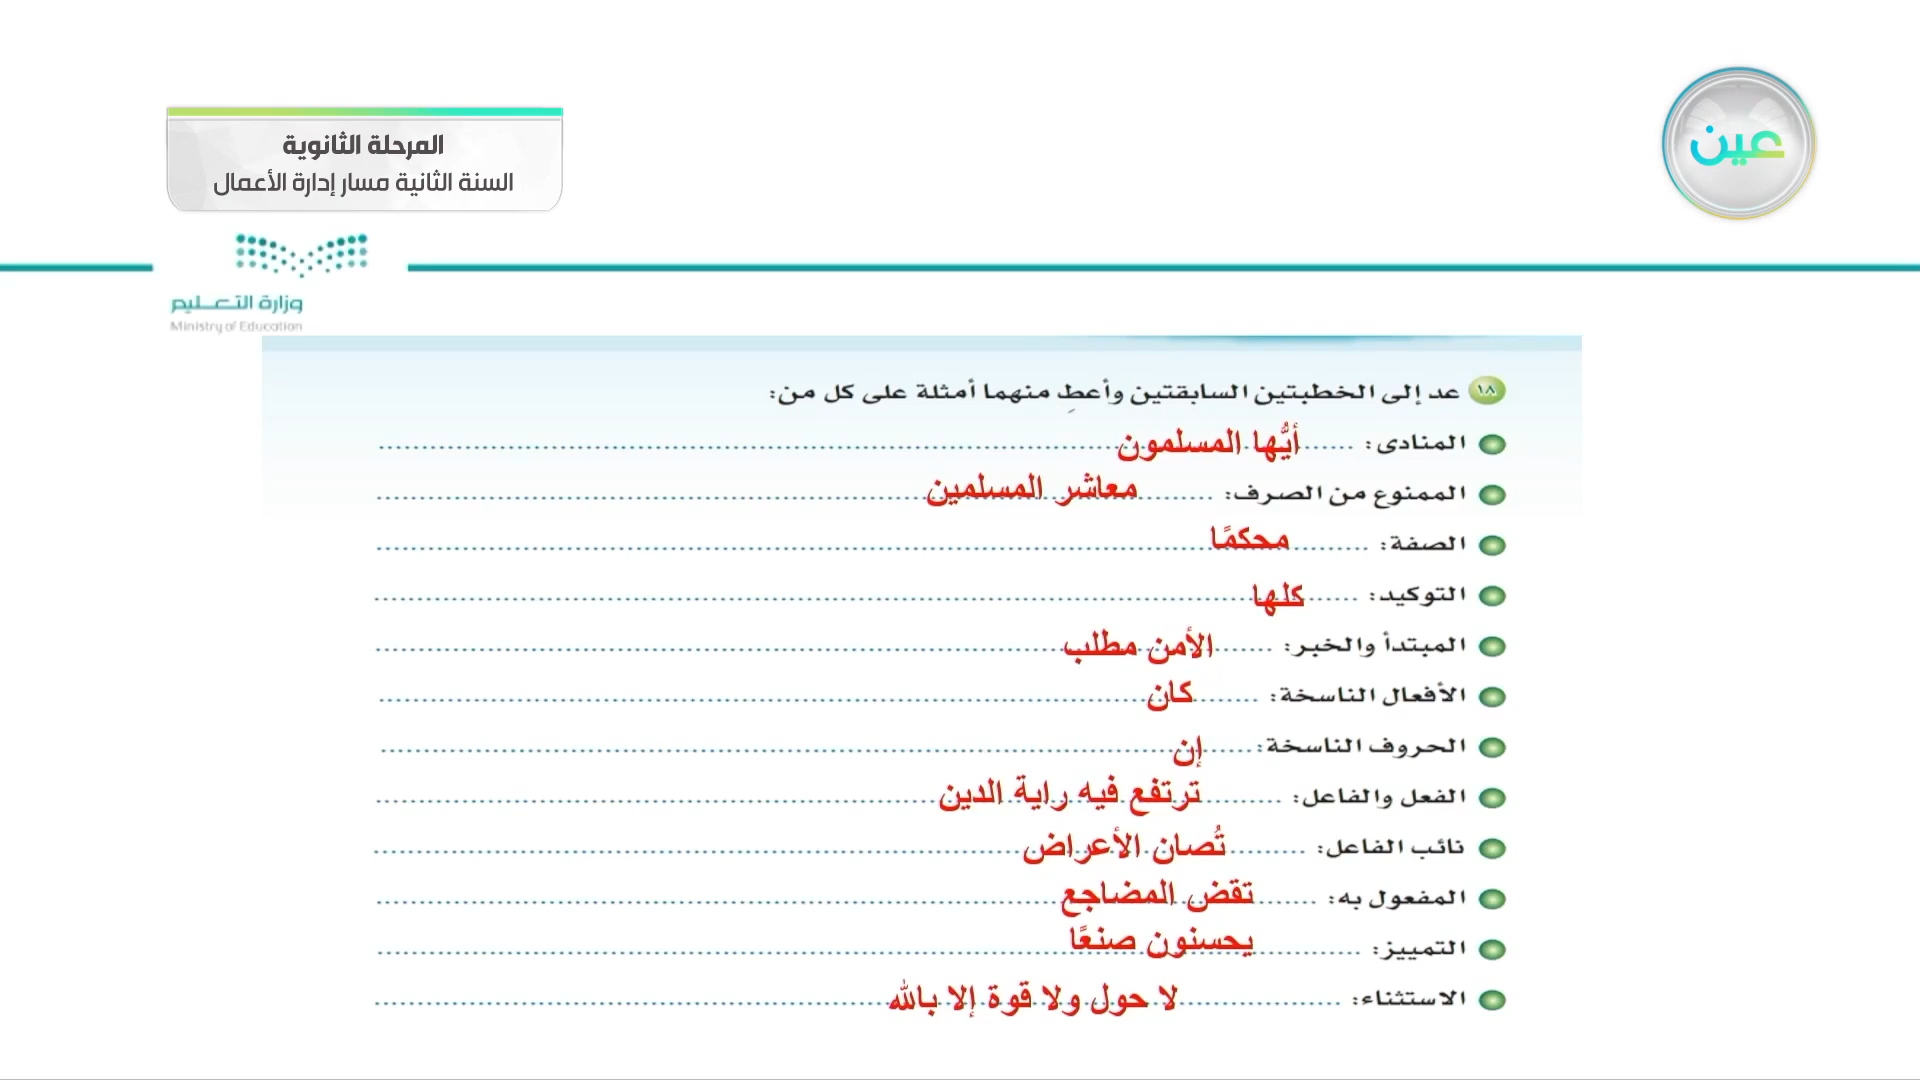 عين
المرحلة الثانوية
السنة الثانية مسار إدارة الأعمال
وزارة التعليم
Ministry of Education
١٨ عد إلى الخطبتين السابقتين وأعطِ منهما أمثلة على كل من:
المنادى: أيُّها المسلمون
الممنوع من الصرف: معاشر المسلمين
الصفة: محكمًا
التوكيد: كلها
المبتدأ والخبر: الأمن مطلب
الأفعال الناسخة: كان
الحروف الناسخة: إن
الفعل والفاعل: ترتفع فيه راية الدين
نائب الفاعل: تُصان الأعراض
المفعول به: تقض المضاجع
التمييز: يحسنون صنعًا
الاستثناء: لا حول ولا قوة إلا بالله